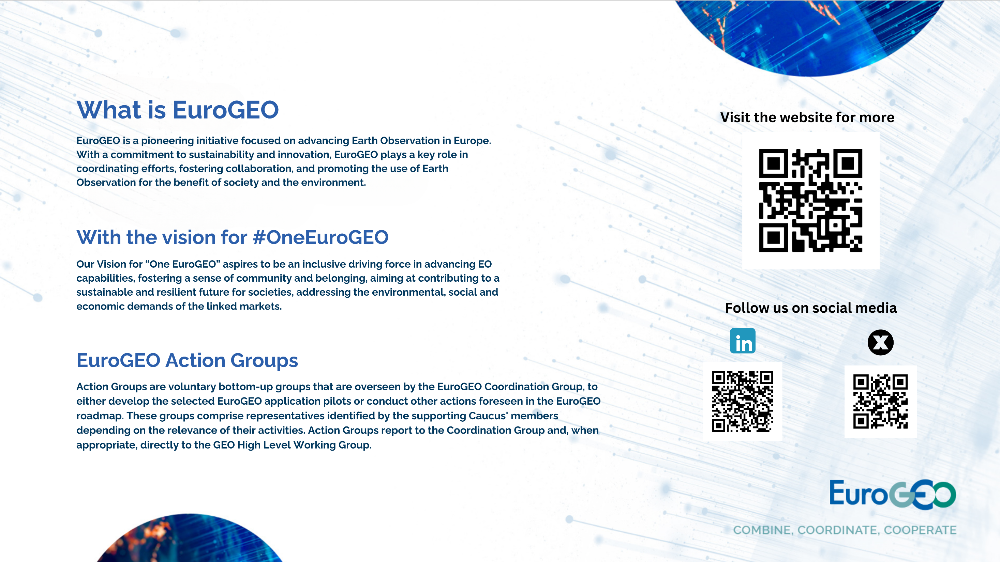 What is EuroGEO
EuroGEO is a pioneering initiative focused on advancing Earth Observation in Europe.
With a commitment to sustainability and innovation, EuroGEO plays a key role in
coordinating efforts, fostering collaboration, and promoting the use of Earth
Observation for the benefit of society and the environment.
With the vision for #OneEuroGEO
Our Vision for “One EuroGEO” aspires to be an inclusive driving force in advancing EO
capabilities, fostering a sense of community and belonging, aiming at contributing to a
sustainable and resilient future for societies, addressing the environmental, social and
economic demands of the linked markets.
EuroGEO Action Groups
Action Groups are voluntary bottom-up groups that are overseen by the EuroGEO Coordination Group, to
either develop the selected EuroGEO application pilots or conduct other actions foreseen in the EuroGEO
roadmap. These groups comprise representatives identified by the supporting Caucus' members
depending on the relevance of their activities. Action Groups report to the Coordination Group and, when
appropriate, directly to the GEO High Level Working Group.
Visit the website for more
Follow us on social media
in
X
EuroGEO
COMBINE, COORDINATE, COOPERATE